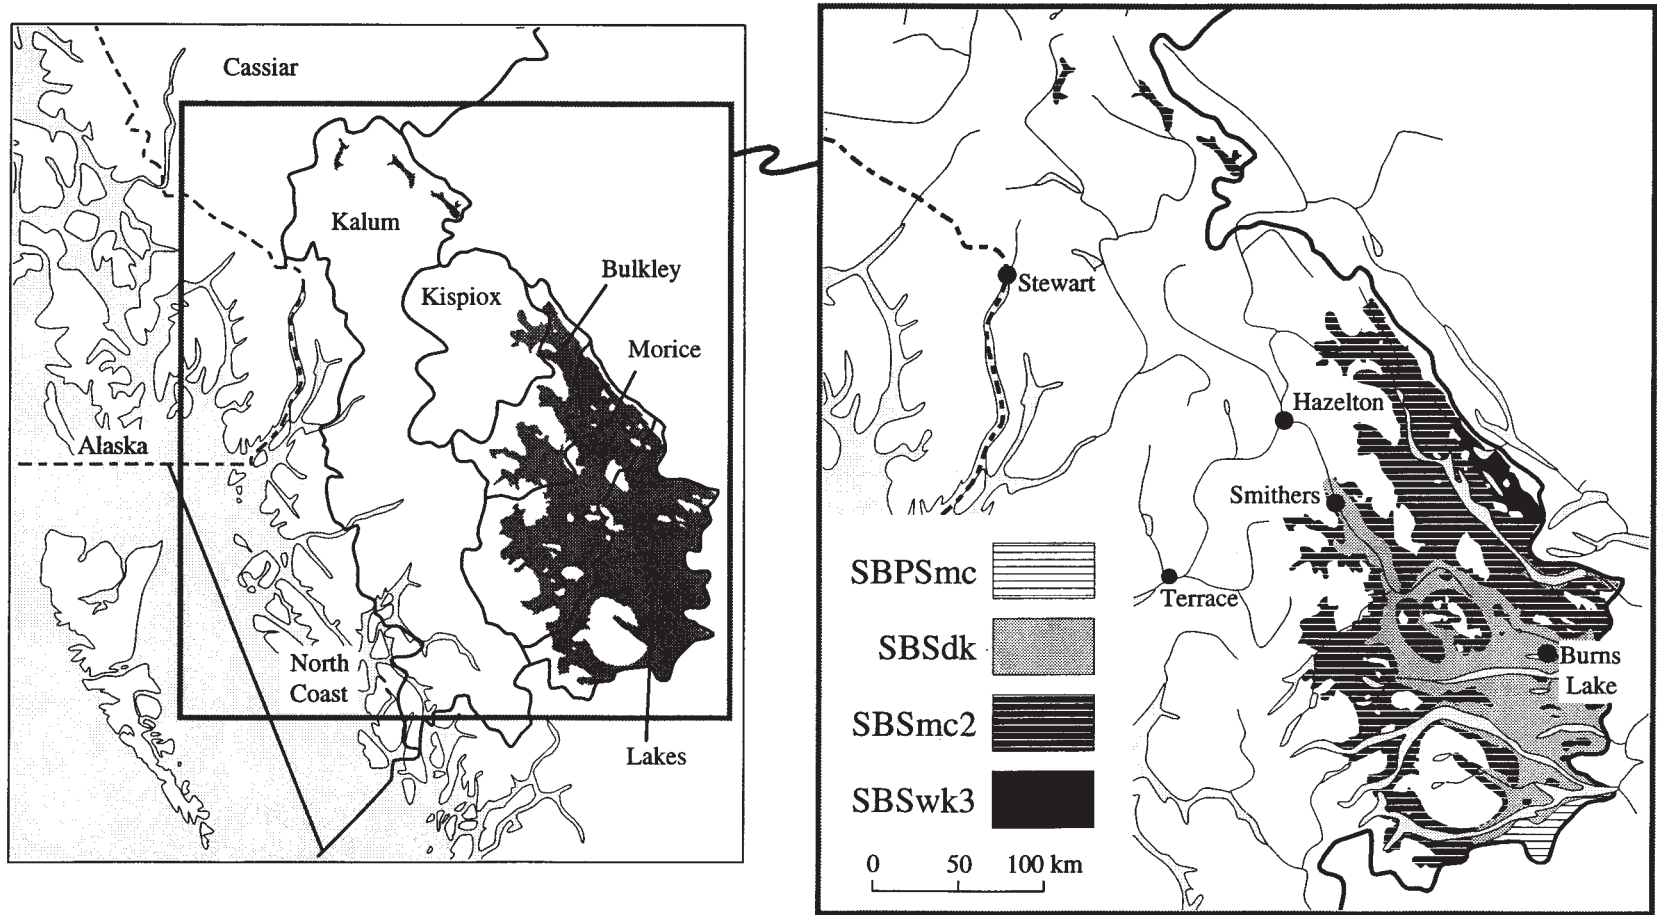 Cassiar
Kalum
Bulkley
Kispiox
Morice
Alaska
North
Coast
Lakes
Stewart
Hazelton
Smithers
Terrace
Burns
Lake
SBPSmc
SBSdk
SBSmc2
SBSwk3
0 50 100 km